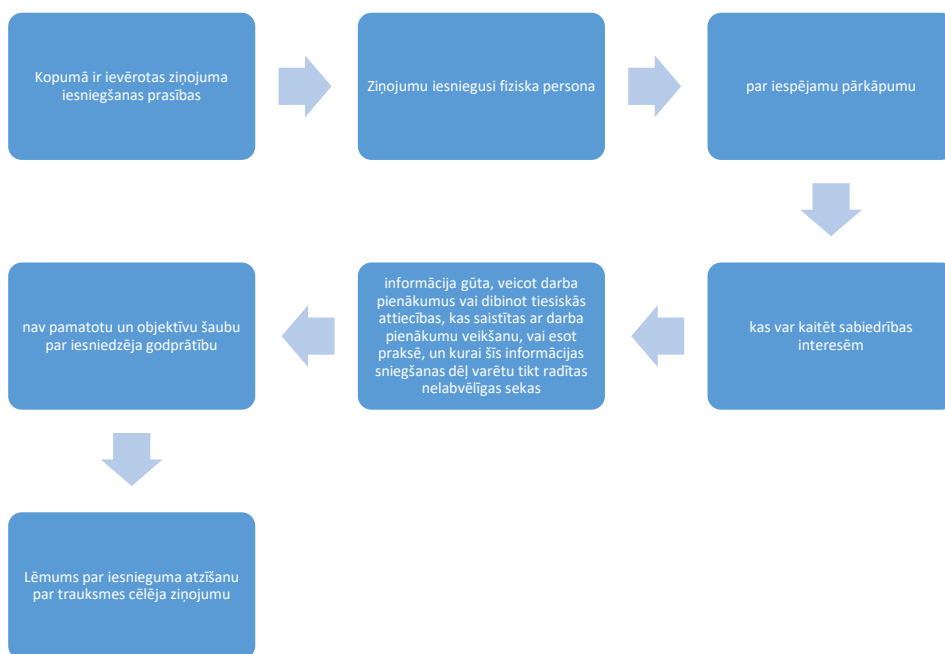 Kopumā ir ievērotas ziņojuma
iesniegšanas prasības
Ziņojumu iesniegusi fiziska persona
par iespējamu pārkāpumu
kas var kaitēt sabiedrības
interesēm
informācija gūta, veicot darba
pienākumus vai dibinot tiesiskās
attiecības, kas saistītas ar darba
pienākumu veikšanu, vai esot
praksē, un kurai šīs informācijas
sniegšanas dēļ varētu tikt radītas
nelabvēlīgas sekas
nav pamatotu un objektīvu šaubu
par iesniedzēja godprātību
Lēmums par iesnieguma atzīšanu
par trauksmes cēlēja ziņojumu